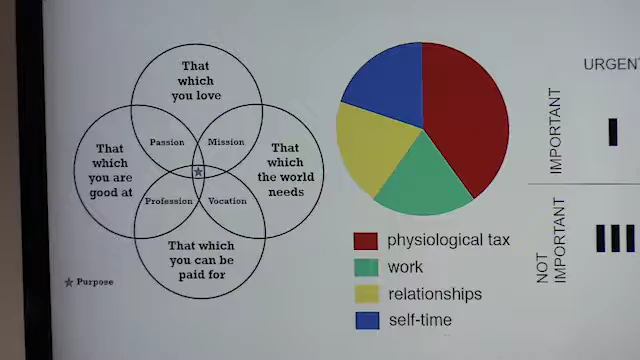 That
which
you love
Passion
Mission
That
which
you are
good at
That
which
the world
needs
Profession
Vocation
That which
you can be
paid for
Purpose
physiological tax
work
relationships
self-time
URGENT
IMPORTANT
I
NOT
IMPORTANT
III